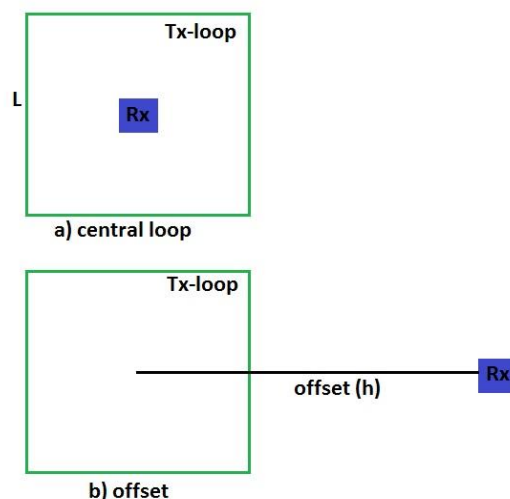 Tx-loop
L
Rx
a) central loop
Tx-loop
Rx
offset (h)
b) offset